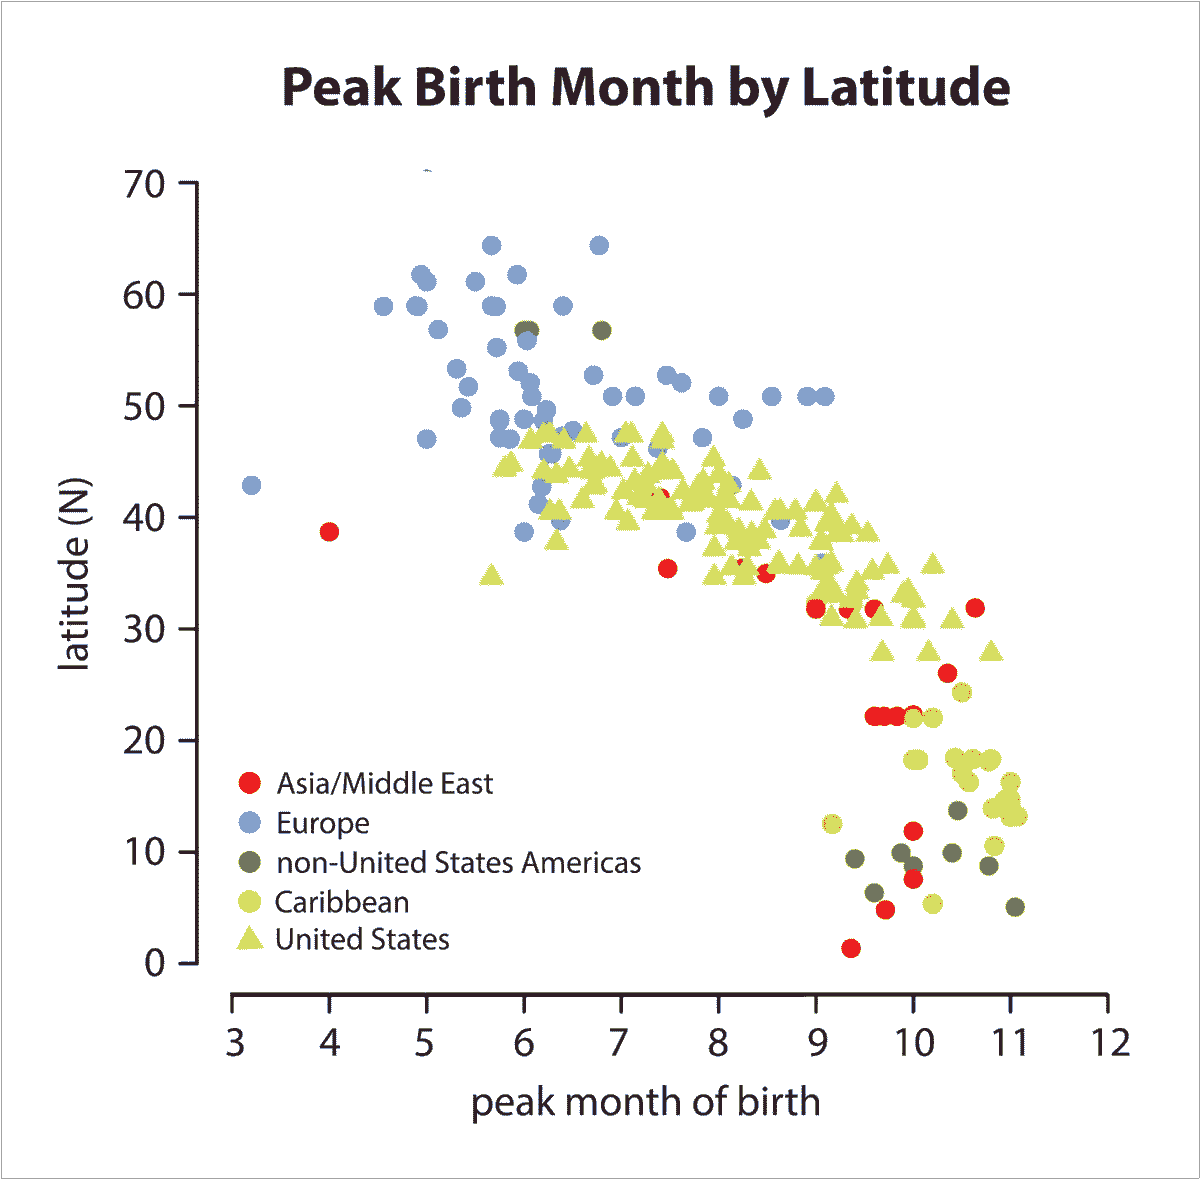 Peak Birth Month by Latitude
70
60
50
40
30
20
10
0
latitude (N)
Asia/Middle East
Europe
non-United States Americas
Caribbean
United States
3 4 5 6 7 8 9 10 11 12
peak month of birth